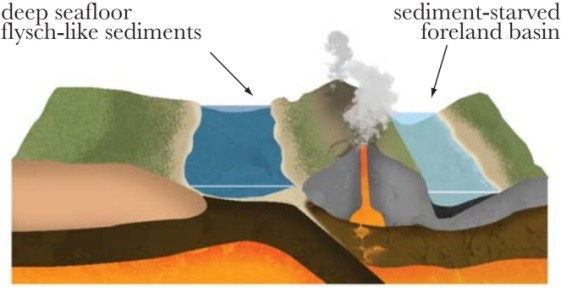 deep seafloor
flysch-like sediments
sediment-starved
foreland basin